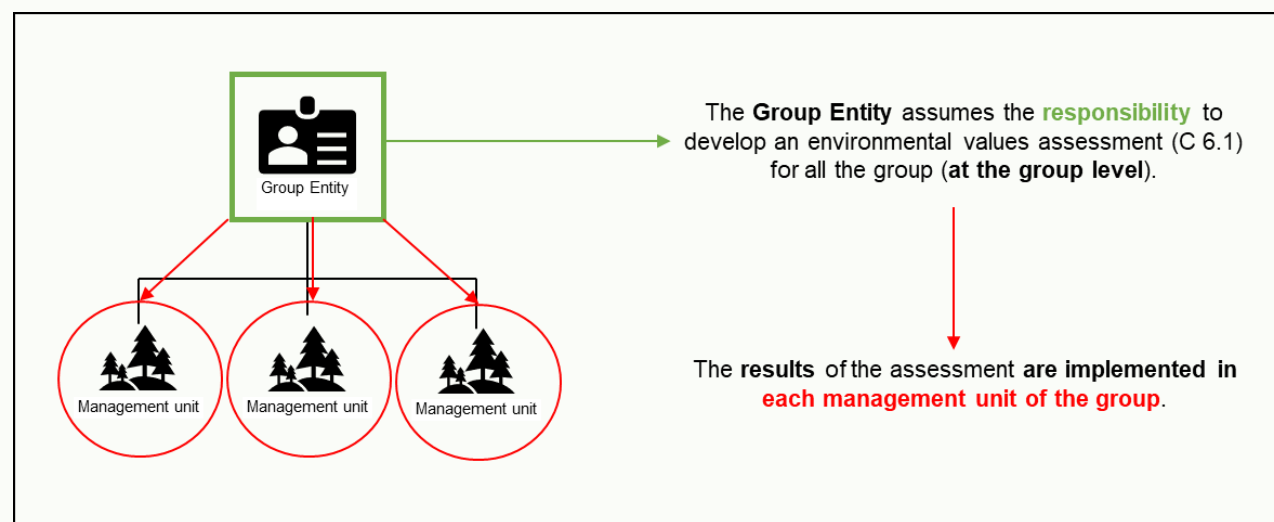 Group Entity
Management unit
Management unit
Management unit
The Group Entity assumes the responsibility to
develop an environmental values assessment (C 6.1)
for all the group (at the group level).
The results of the assessment are implemented in
each management unit of the group.